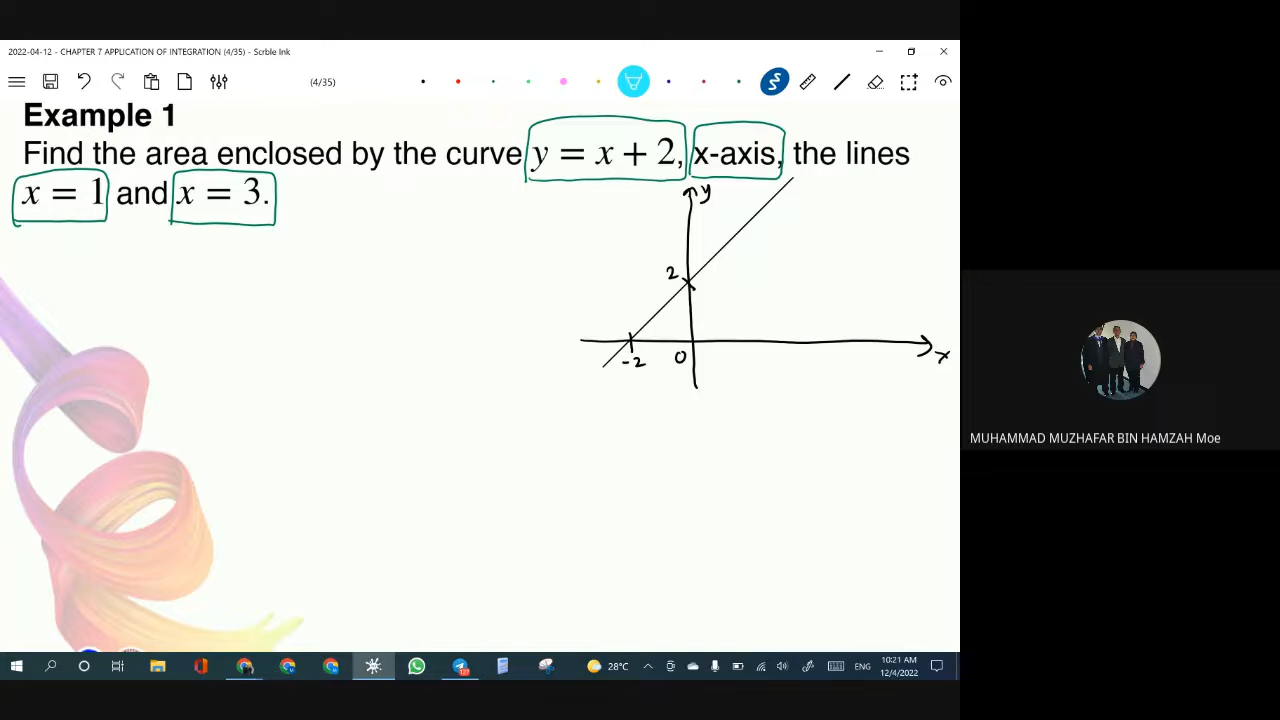 2022-04-12 - CHAPTER 7 APPLICATION OF INTEGRATION (4/35) - Scrble Ink
(4/35)
Example 1
Find the area enclosed by the curve y = x + 2, x-axis, the lines
x = 1 and x = 3.
y
2
-2 0 x
MUHAMMAD MUZHAFAR BIN HAMZAH Moe
127
28°C
ENG
10:21 AM
12/4/2022